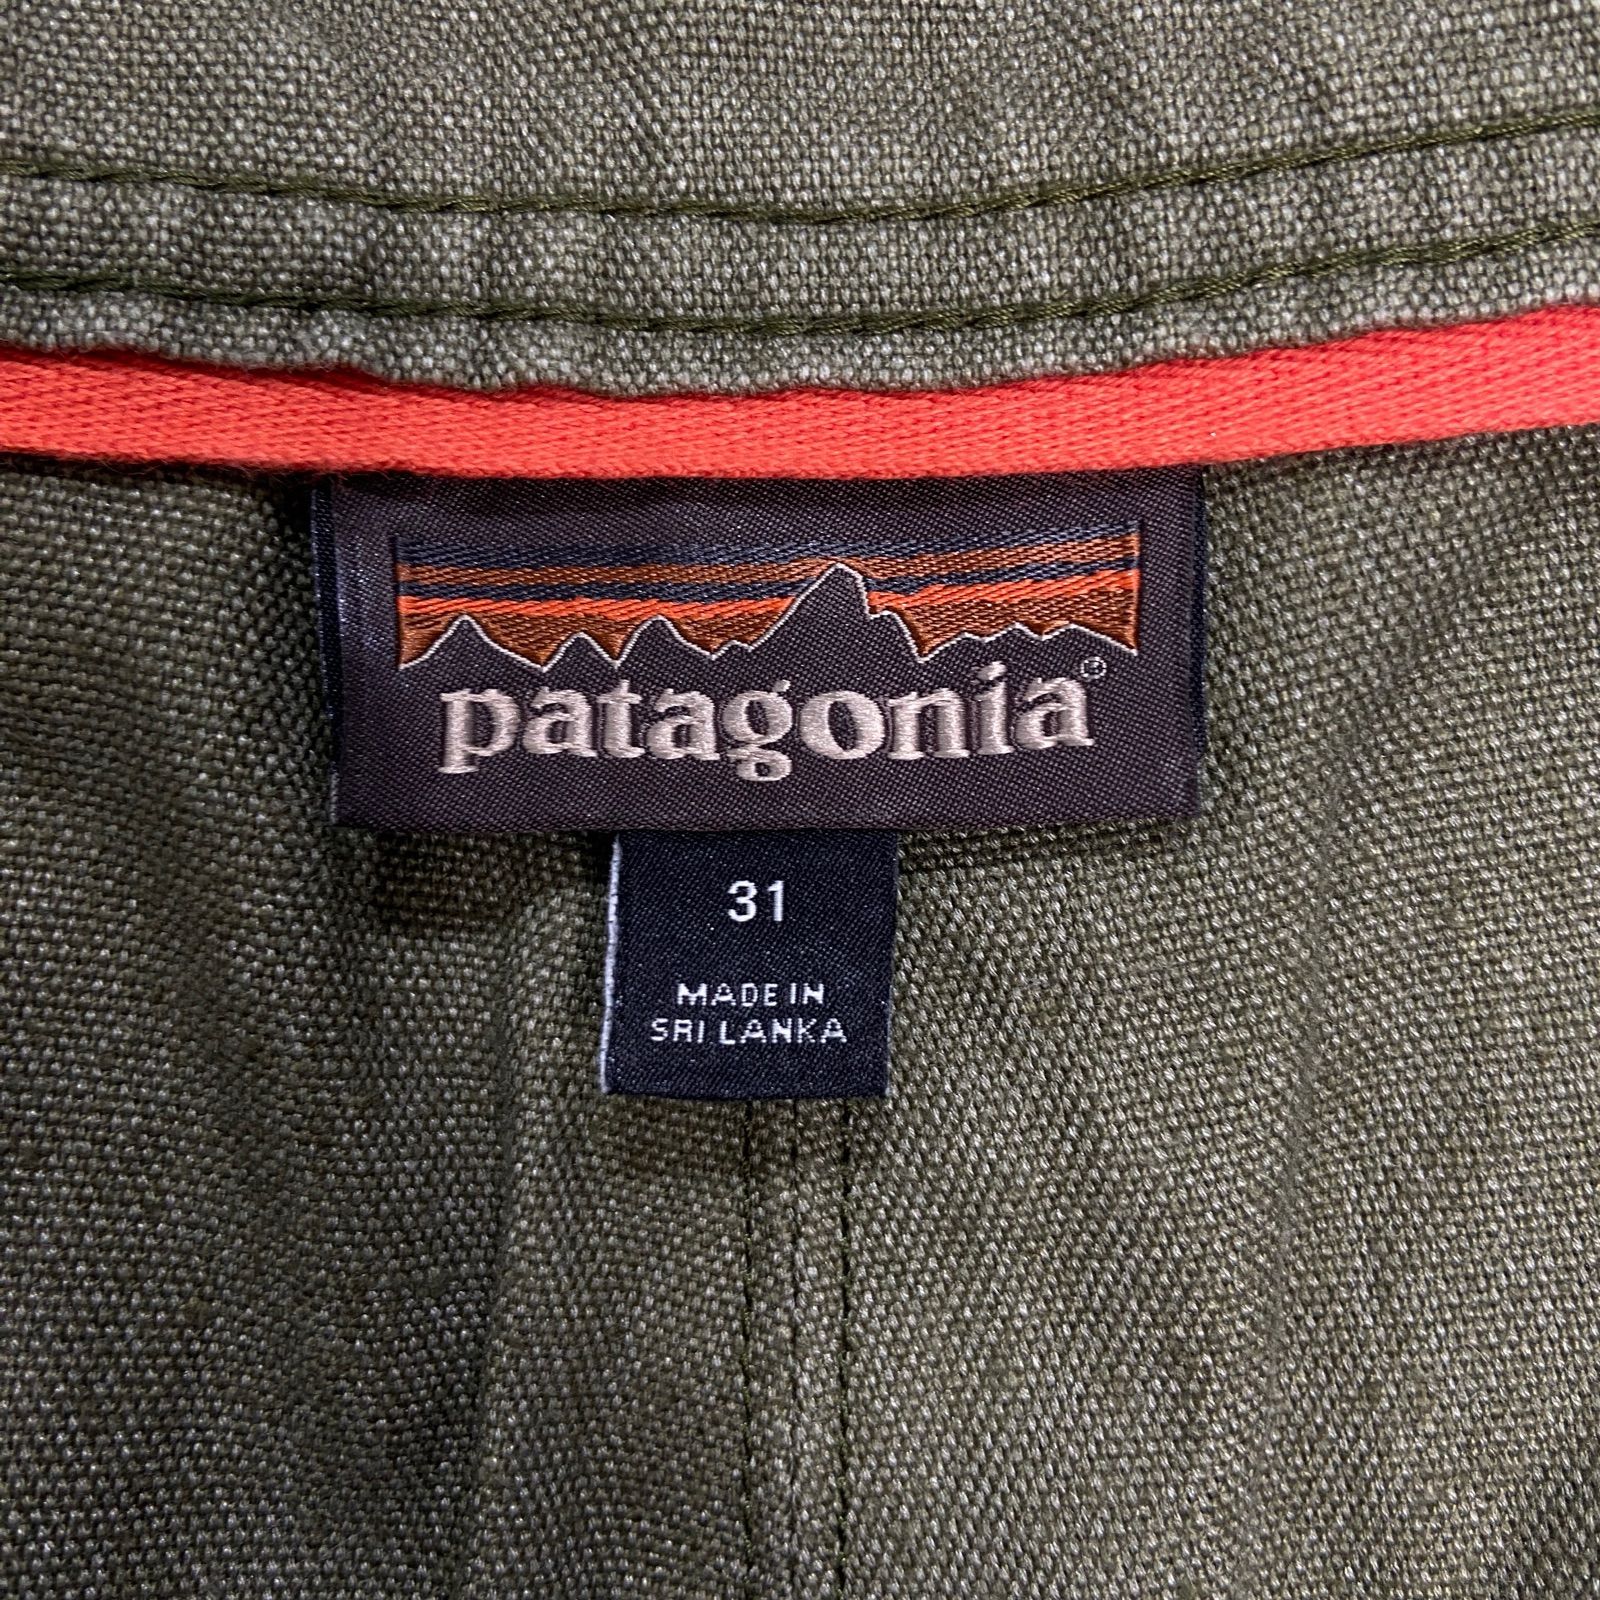 patagonia®
31
MADE IN
SRI LANKA